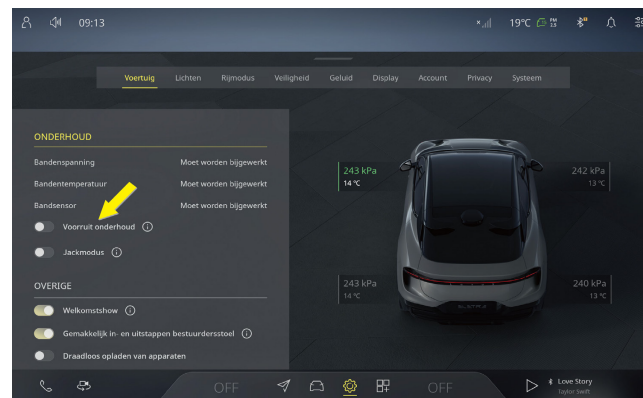 09:13
19°C PM 2.5
Voertuig Lichten Rijmodus Veiligheid Geluid Display Account Privacy Systeem
ONDERHOUD
Bandenspanning Moet worden bijgewerkt
Bandentemperatuur Moet worden bijgewerkt
Bandsensor Moet worden bijgewerkt
Voorruit onderhoud
Jackmodus
OVERIGE
Welkomstshow
Gemakkelijk in- en uitstappen bestuurdersstoel
Draadloos opladen van apparaten
243 kPa
14 °C
242 kPa
13 °C
243 kPa
14 °C
240 kPa
13 °C
OFF
OFF
Love Story
Taylor Swift